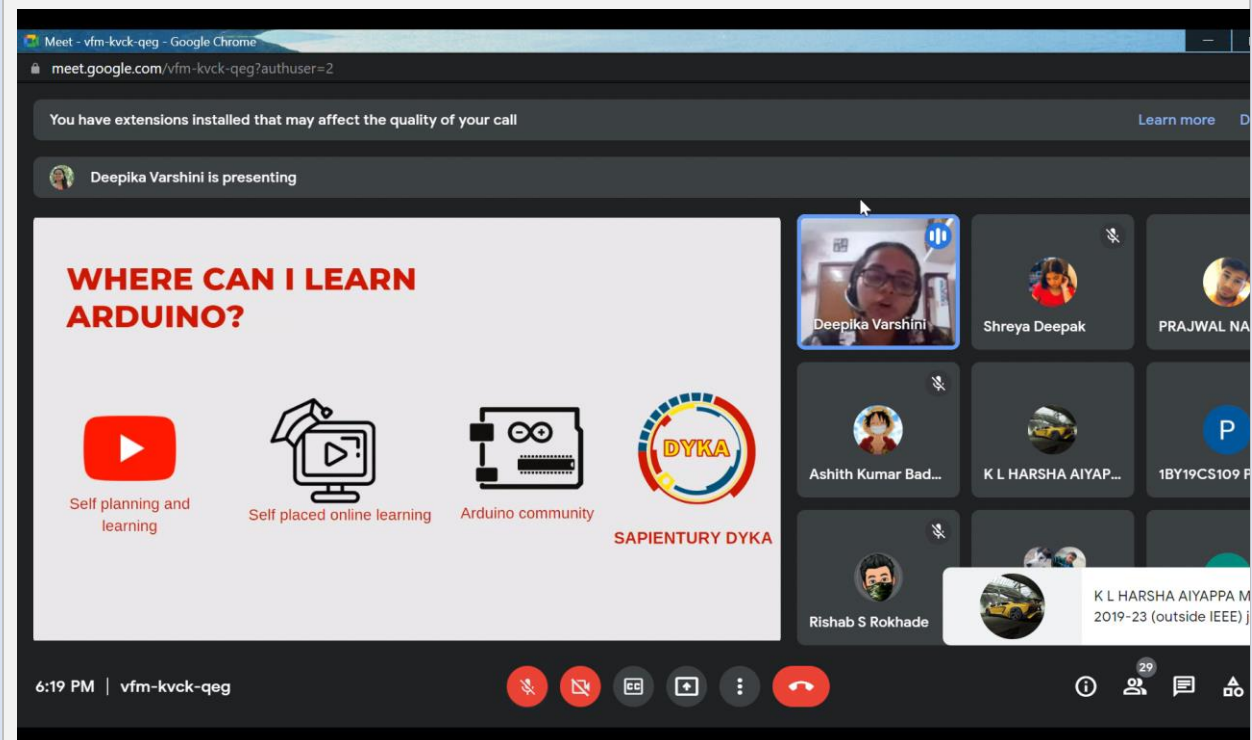 Meet - vfm-kvck-qeg - Google Chrome
meet.google.com/vfm-kvck-qeg?authuser=2
You have extensions installed that may affect the quality of your call
Learn more D
Deepika Varshini is presenting
WHERE CAN I LEARN
ARDUINO?
Self planning and
learning
Self placed online learning
Arduino community
DYKA
SAPIENTURY DYKA
Deepika Varshini
Shreya Deepak
PRAJWAL NA
Ashith Kumar Bad...
K L HARSHA AIYAP...
P
1BY19CS109 P
Rishab S Rokhade
K L HARSHA AIYAPPA M
2019-23 (outside IEEE) j
6:19 PM | vfm-kvck-qeg
CC
29